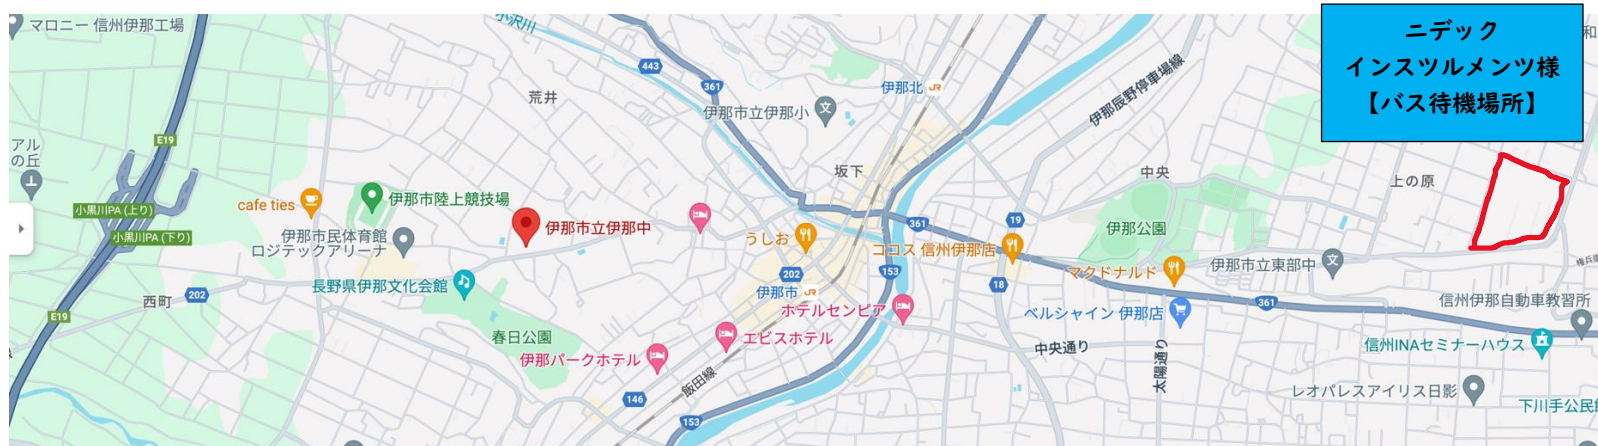 マロニー 信州伊那工場
小沢川
443
361
荒井
伊那市立伊那小
伊那北
JR
伊那辰野停車場線
ニデック
インスツルメンツ様
【バス待機場所】
和
E19
アル
の丘
坂下
中央
上の原
小黒川PA (上り)
小黒川PA (下り)
cafe ties
伊那市陸上競技場
伊那市立伊那中
伊那市民体育館
ロジテックアリーナ
うしお
361
19
伊那公園
ココス 信州伊那店
マクドナルド
伊那市立東部中
長野県伊那文化会館
西町
202
E19
202
伊那市
JR
153
18
361
ホテルセンピア
ベルシャイン 伊那店
信州伊那自動車教習所
春日公園
伊那パークホテル
エビスホテル
中央通り
太陽通り
信州INAセミナーハウス
飯田線
146
153
レオパレスアイリス日影
下川手公民